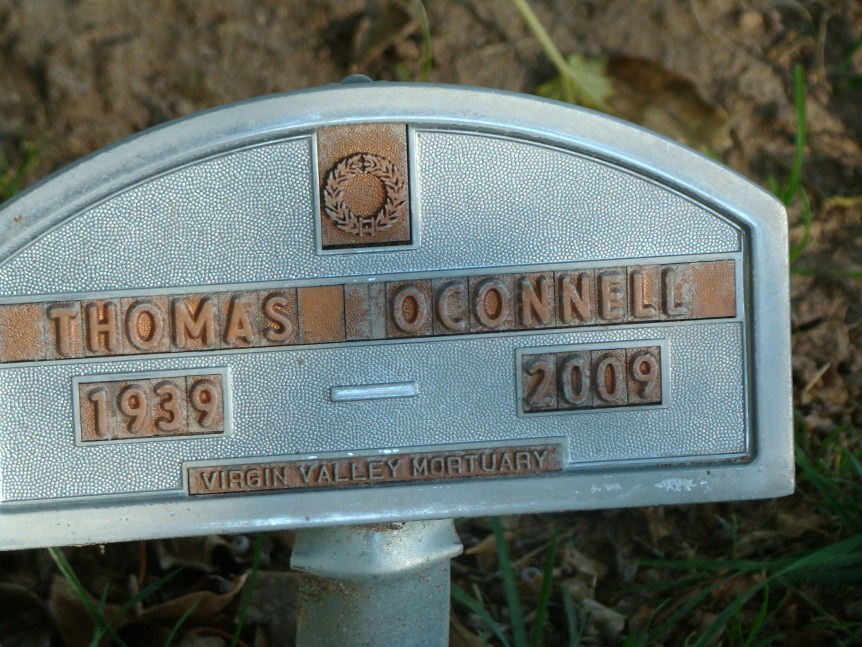 THOMAS OCONNELL
1939 — 2009
VIRGIN VALLEY MORTUARY